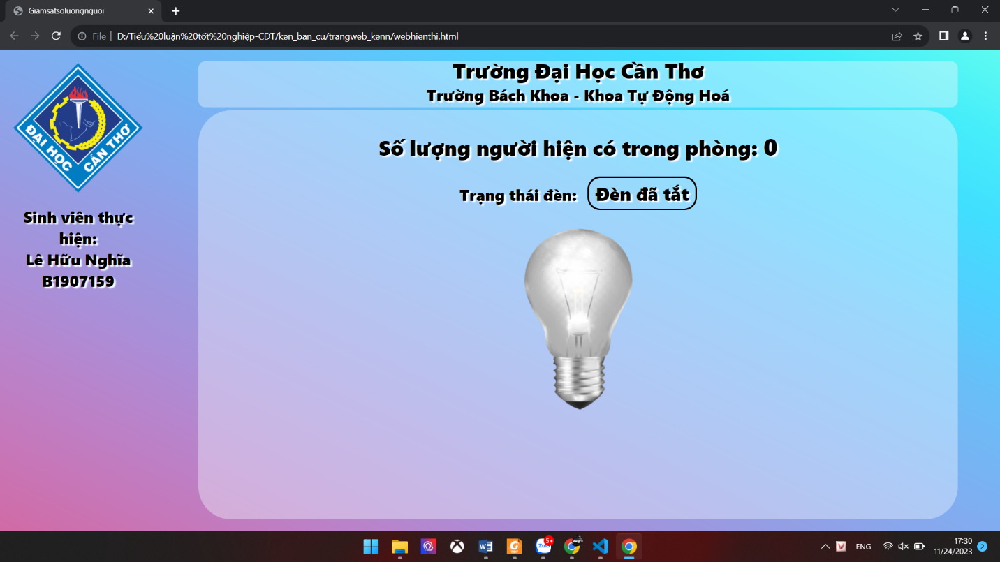 Giamsatsoluongnguoi
File
D:/Tiểu%20luận%20tốt%20nghiệp-CĐT/ken_ban_cu/trangweb_kenn/webhienthi.html
ĐẠI HỌC CẦN THƠ
Sinh viên thực
hiện:
Lê Hữu Nghĩa
B1907159
Trường Đại Học Cần Thơ
Trường Bách Khoa - Khoa Tự Động Hoá
Số lượng người hiện có trong phòng: 0
Trạng thái đèn: Đèn đã tắt
Zalo
5+
V
ENG
17:30
11/24/2023
2